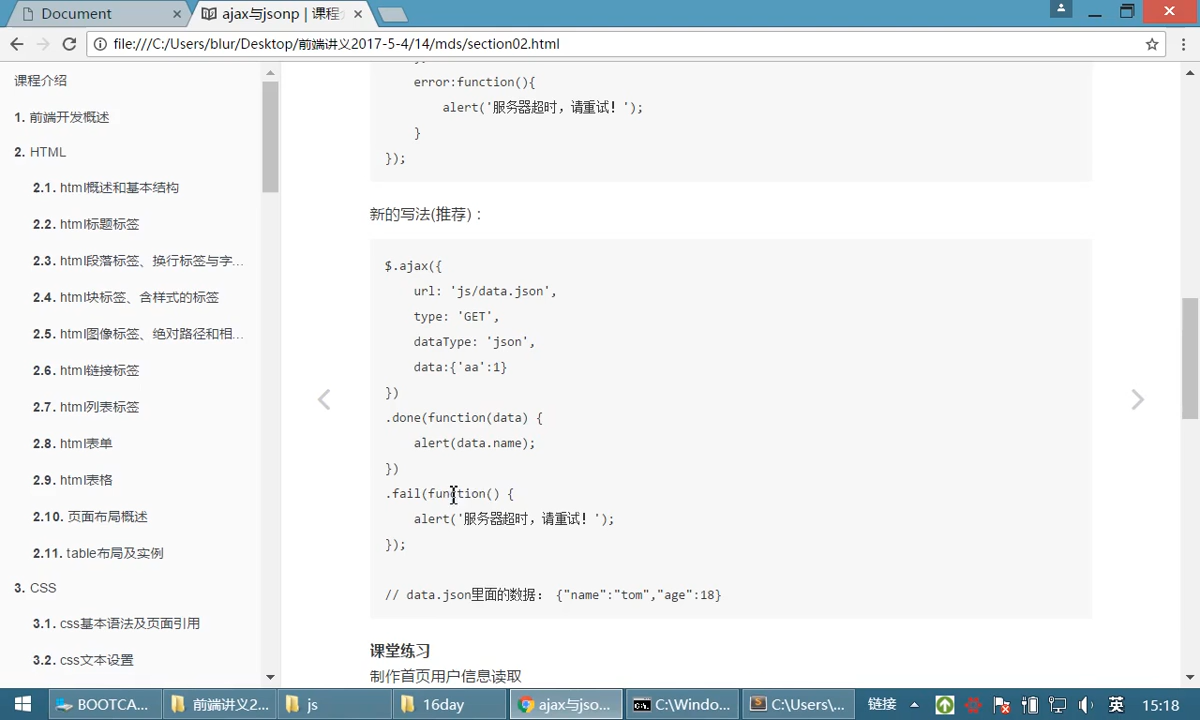 Document
ajax与jsonp | 课程
file:///C:/Users/blur/Desktop/前端讲义2017-5-4/14/mds/section02.html
课程介绍
1. 前端开发概述
2. HTML
2.1. html概述和基本结构
2.2. html标题标签
2.3. html段落标签、换行标签与字...
2.4. html块标签、含样式的标签
2.5. html图像标签、绝对路径和相...
2.6. html链接标签
2.7. html列表标签
2.8. html表单
2.9. html表格
2.10. 页面布局概述
2.11. table布局及实例
3. CSS
3.1. css基本语法及页面引用
3.2. css文本设置
error:function(){
alert('服务器超时，请重试！');
}
});
新的写法(推荐)：
$.ajax({
url: 'js/data.json',
type: 'GET',
dataType: 'json',
data:{'aa':1}
})
.done(function(data) {
alert(data.name);
})
.fail(function() {
alert('服务器超时，请重试！');
});
// data.json里面的数据： {"name":"tom","age":18}
课堂练习
制作首页用户信息读取
BOOTCA...
前端讲义2...
js
16day
ajax与jso...
C:\Windo...
C:\Users\...
链接
英
15:18